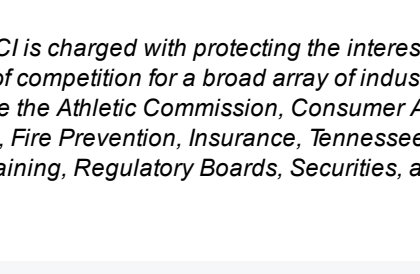 CI is charged with protecting the interes
of competition for a broad array of indus
e the Athletic Commission, Consumer A
, Fire Prevention, Insurance, Tennessee
aining, Regulatory Boards, Securities, a